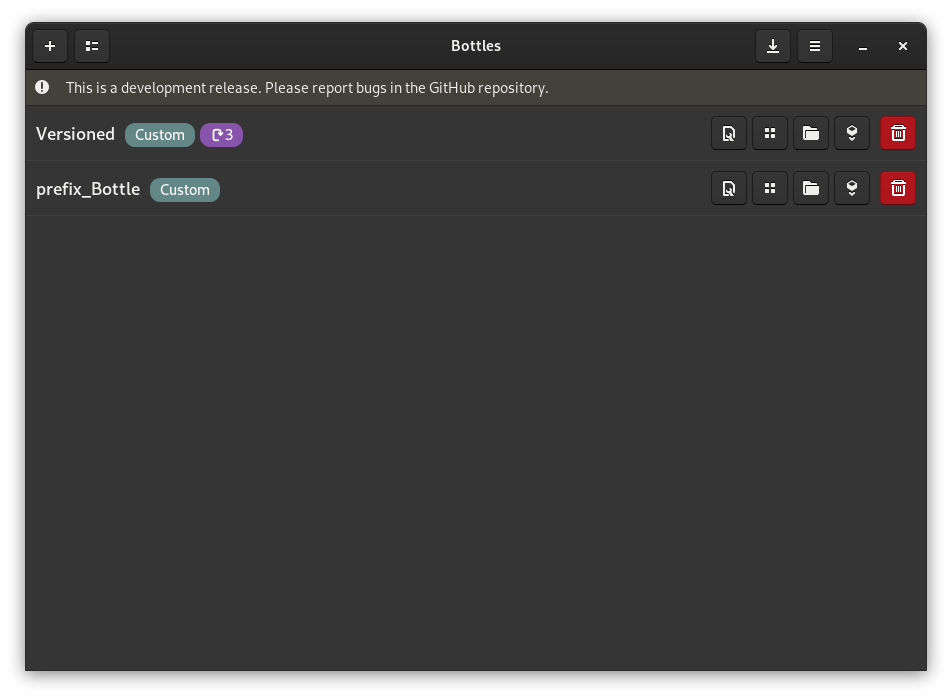 Bottles
This is a development release. Please report bugs in the GitHub repository.
Versioned Custom 3
prefix_Bottle Custom